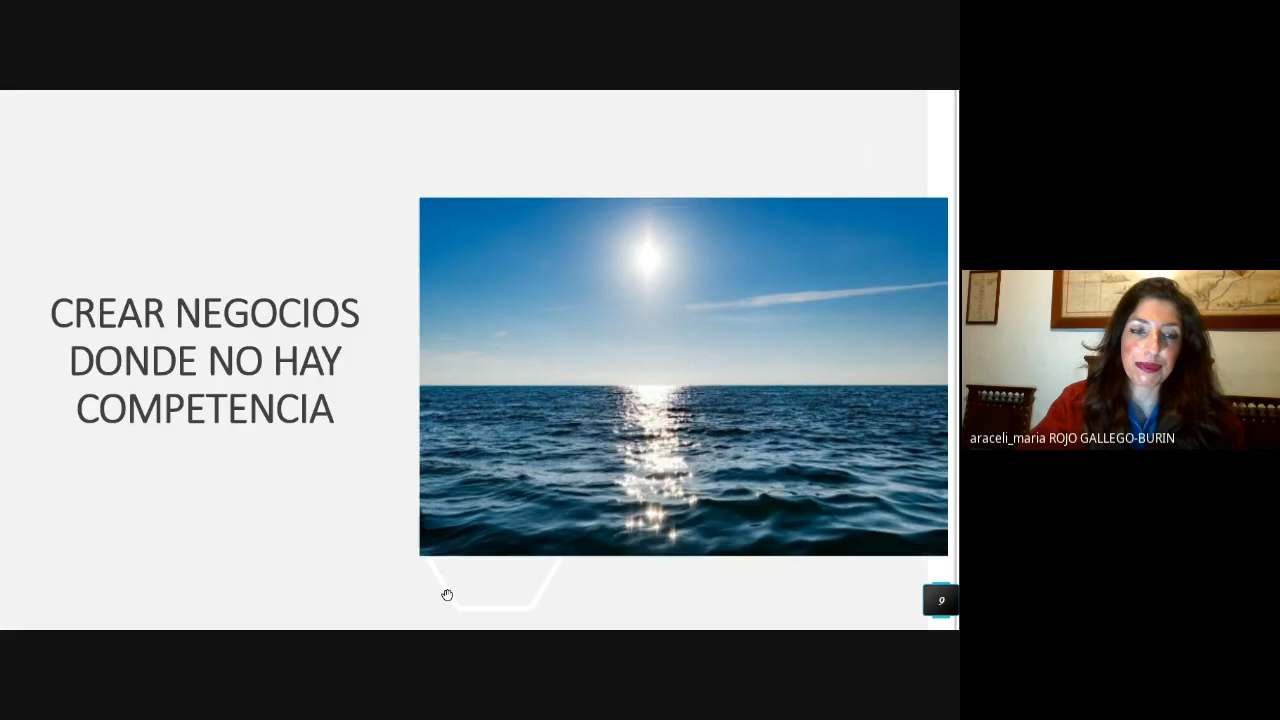 CREAR NEGOCIOS
DONDE NO HAY
COMPETENCIA
9
araceli_maria ROJO GALLEGO-BURIN